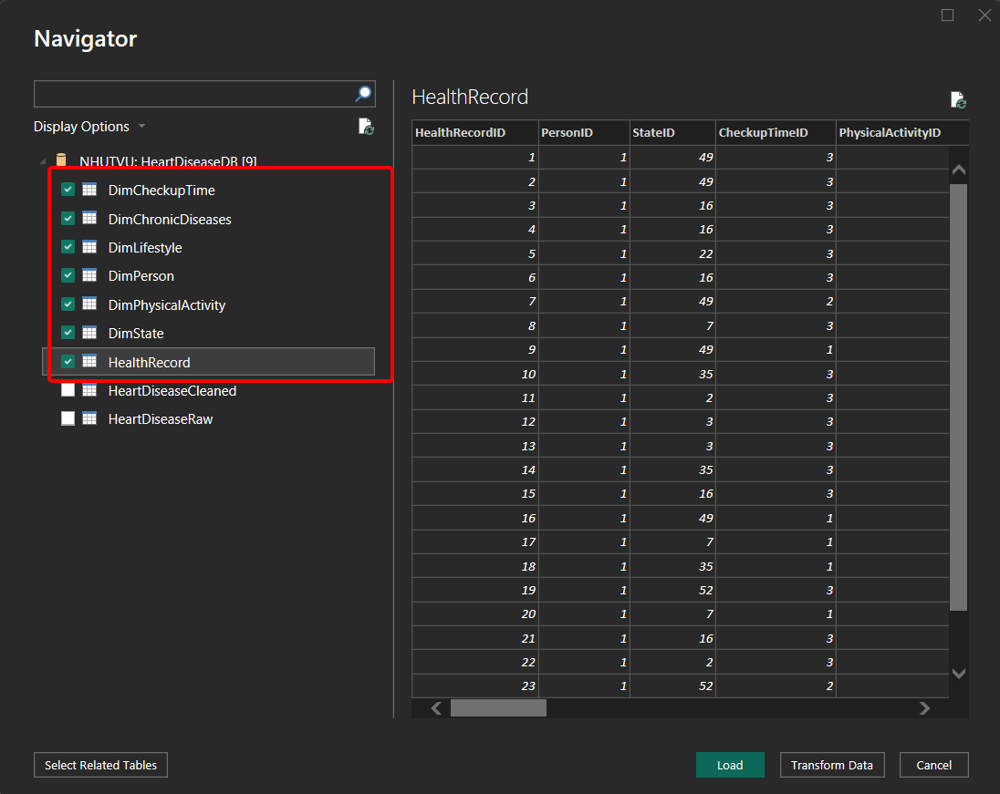 Navigator
Display Options
NHUTVU: HeartDiseaseDB [9]
DimCheckupTime
DimChronicDiseases
DimLifestyle
DimPerson
DimPhysicalActivity
DimState
HealthRecord
HeartDiseaseCleaned
HeartDiseaseRaw
HealthRecord
HealthRecordID PersonID StateID CheckupTimeID PhysicalActivityID
1 1 49 3
2 1 49 3
3 1 16 3
4 1 16 3
5 1 22 3
6 1 16 3
7 1 49 2
8 1 7 3
9 1 49 1
10 1 35 3
11 1 2 3
12 1 3 3
13 1 3 3
14 1 35 3
15 1 16 3
16 1 49 1
17 1 7 1
18 1 35 1
19 1 52 3
20 1 7 1
21 1 16 3
22 1 2 3
23 1 52 2
Select Related Tables
Load Transform Data Cancel